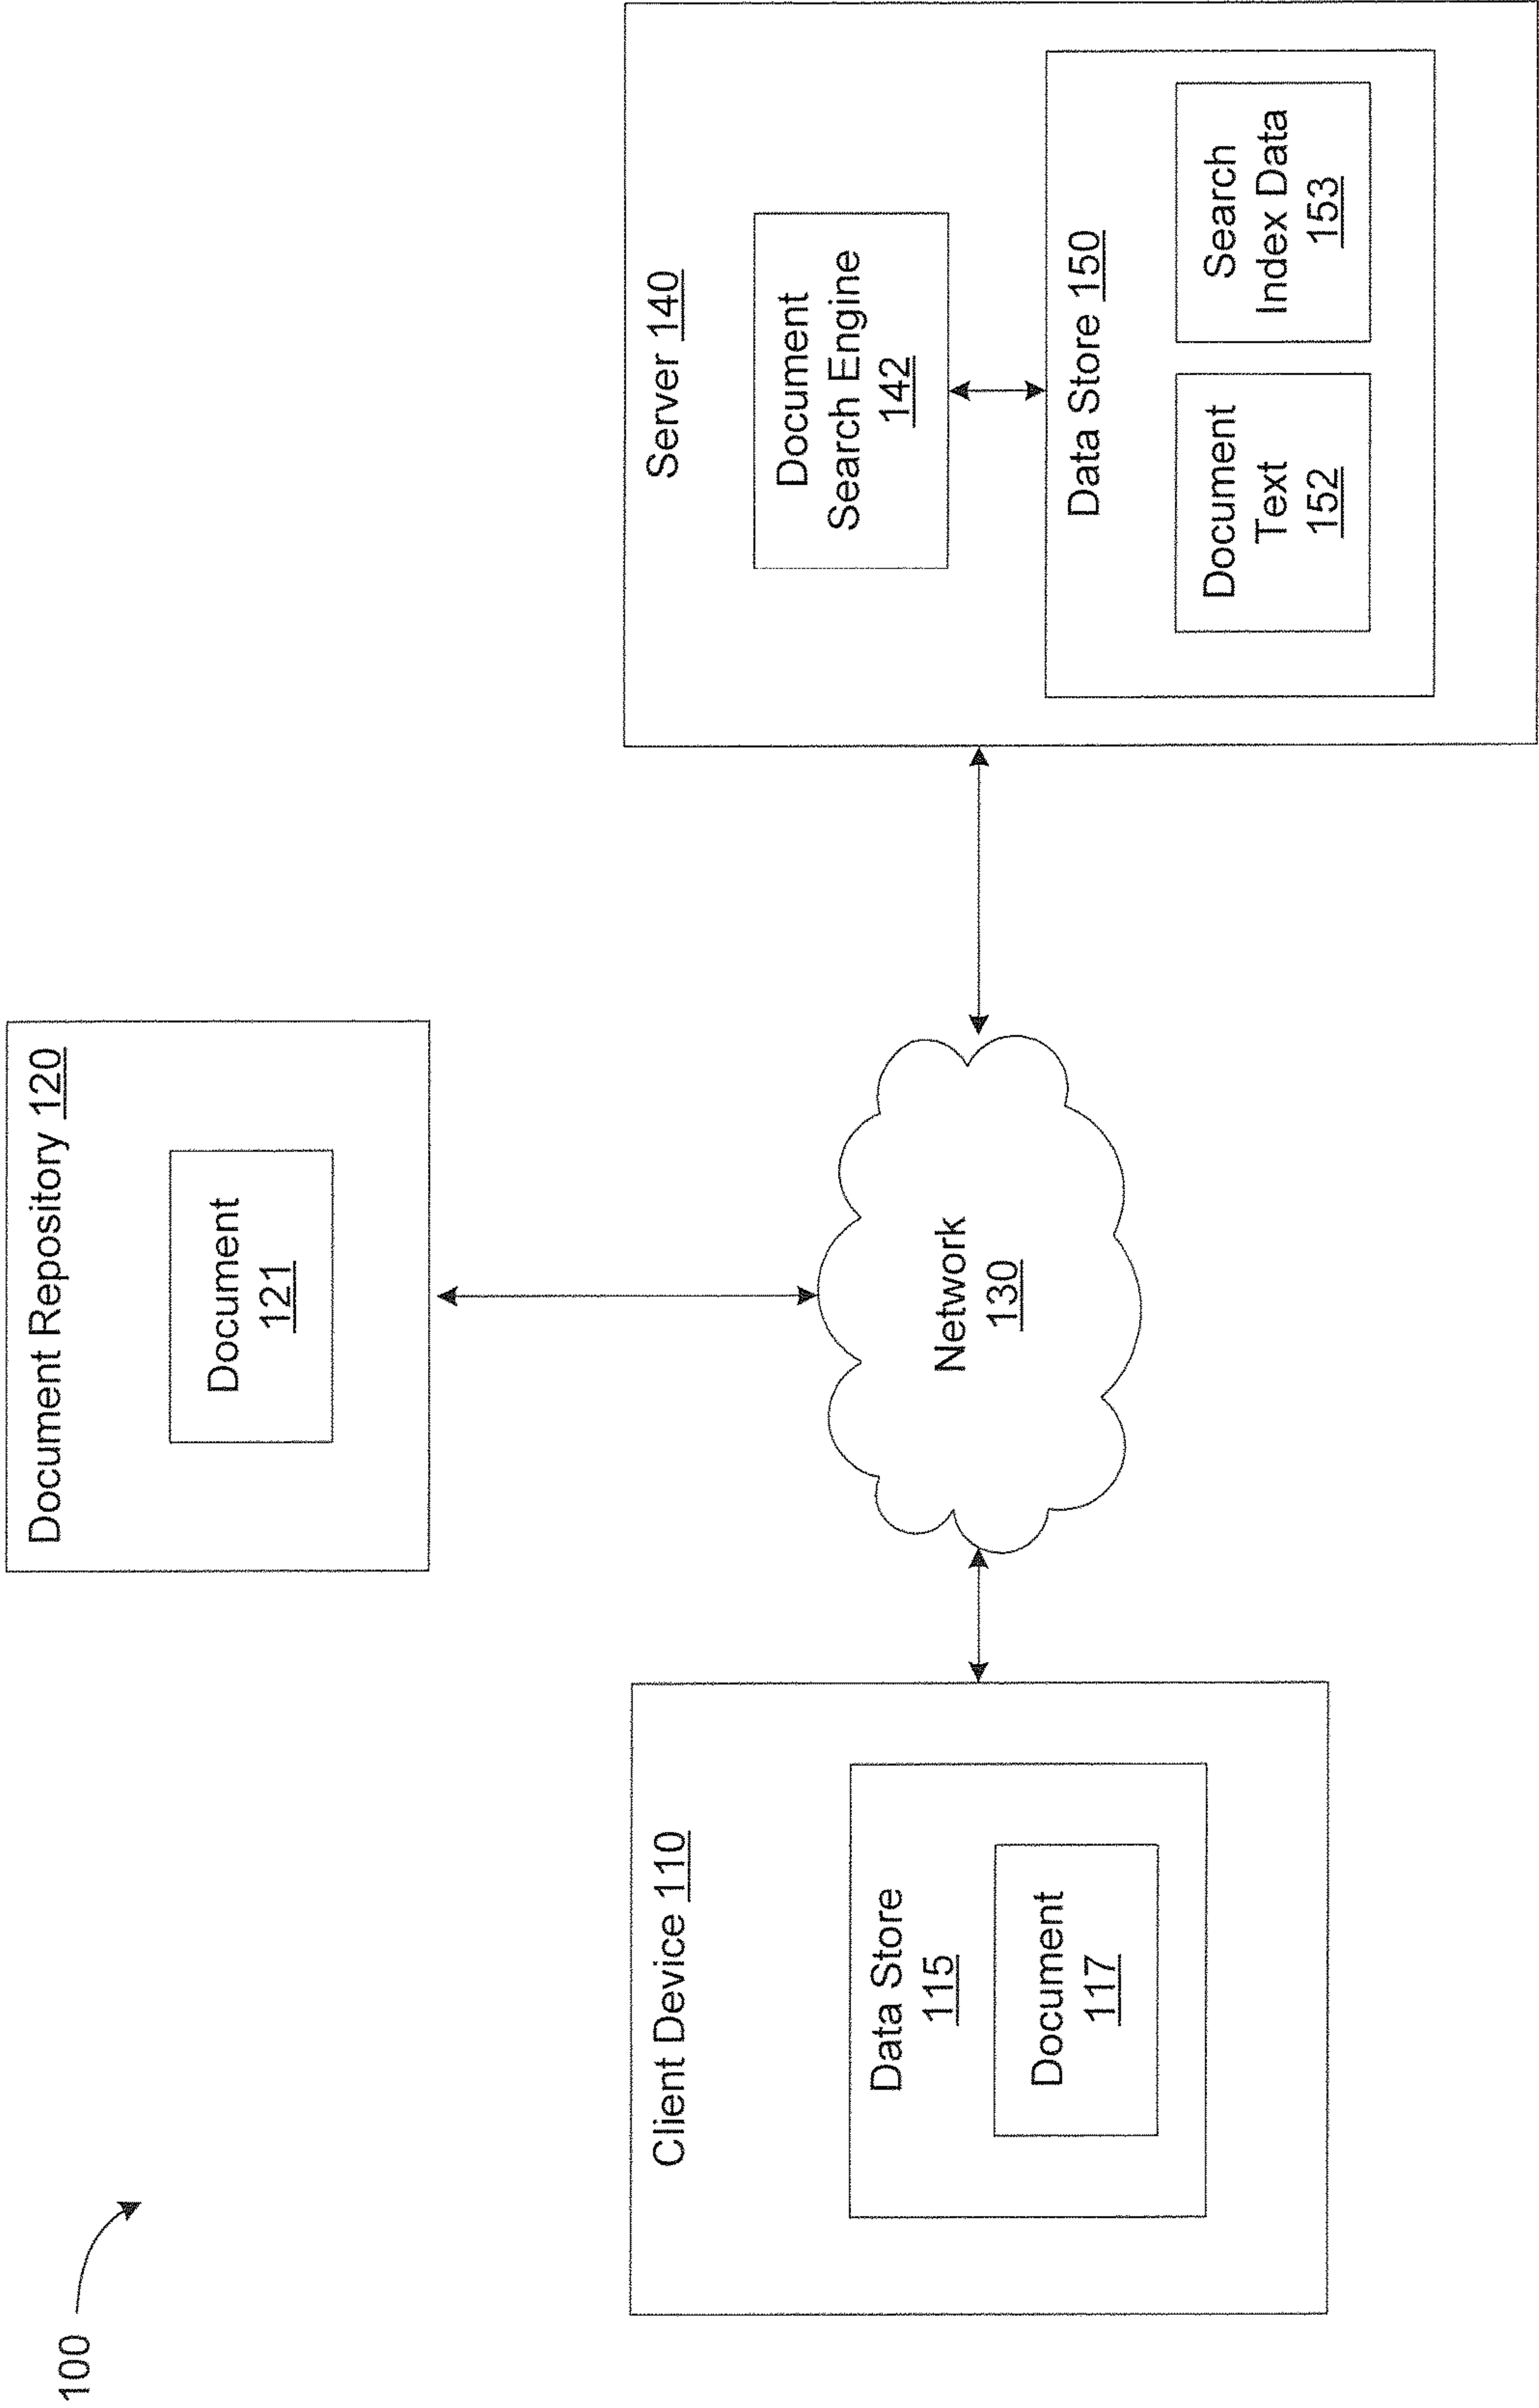 100
Document Repository 120
Document
121
Client Device 110
Data Store
115
Document
117
Network
130
Server 140
Document
Search Engine
142
Data Store 150
Document
Text
152
Search
Index Data
153